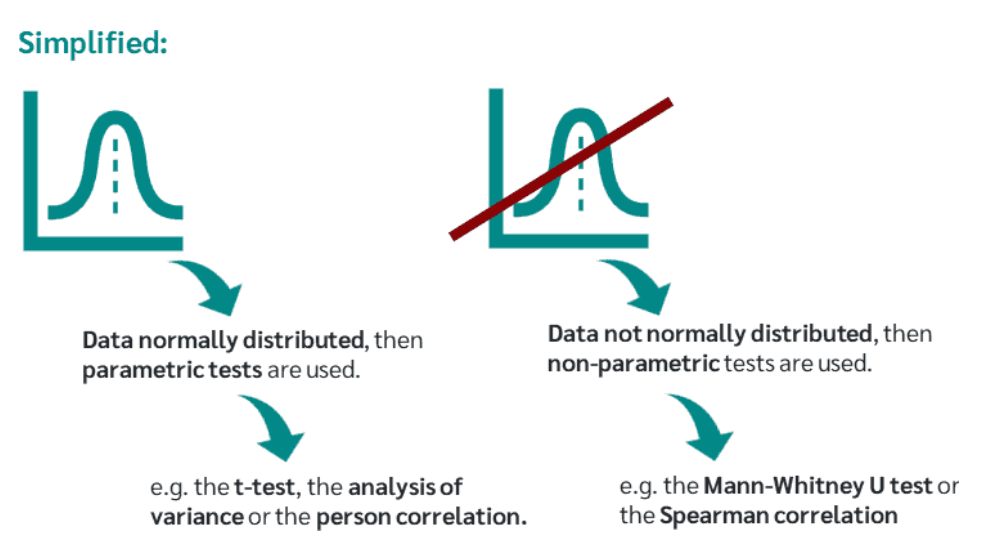 Simplified:
Data normally distributed, then
parametric tests are used.
e.g. the t-test, the analysis of
variance or the person correlation.
Data not normally distributed, then
non-parametric tests are used.
e.g. the Mann-Whitney U test or
the Spearman correlation